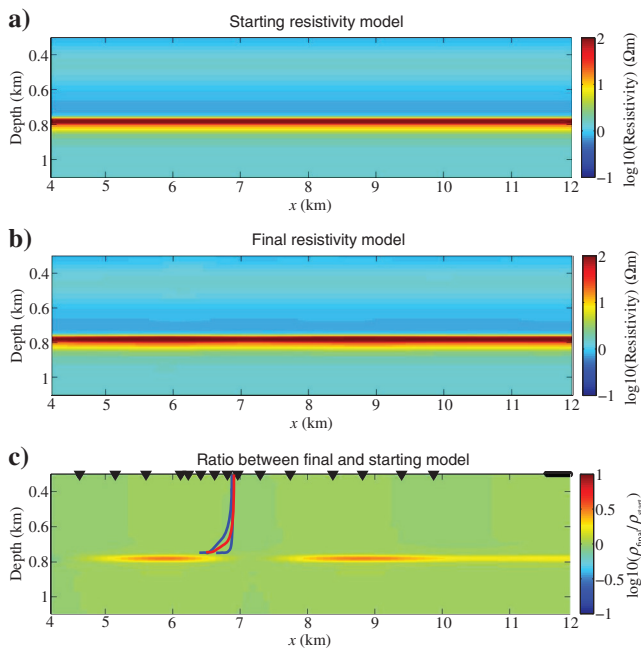 a)
Starting resistivity model
Depth (km)
0.4
0.6
0.8
1
4 5 6 7 8 9 10 11 12
x (km)
2
1
0
−1
log10(Resistivity) (Ωm)
b)
Final resistivity model
Depth (km)
0.4
0.8
1
4 5 6 7 8 9 10 11 12
x (km)
2
1
0
−1
log10(Resistivity) (Ωm)
c)
Ratio between final and starting model
Depth (km)
0.4
0.6
0.8
1
4 5 6 7 8 9 10 11 12
x (km)
1
0.5
0
−0.5
−1
log10(ρfinal/ρstart)